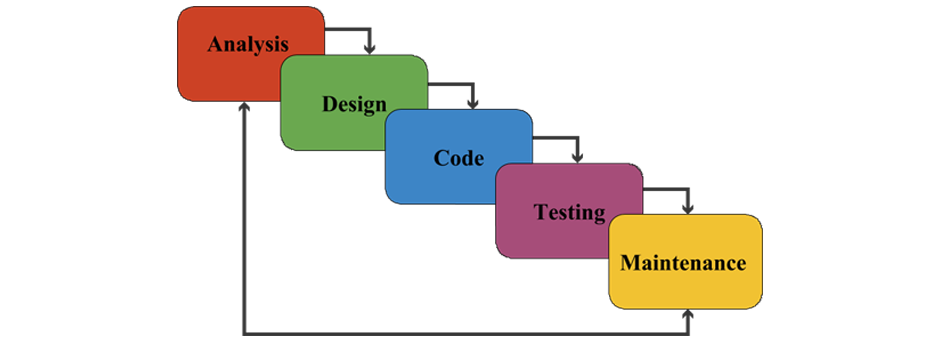 Analysis
Design
Code
Testing
Maintenance